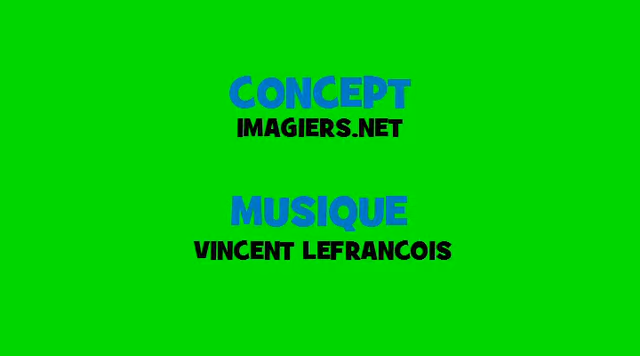 CONCEPT
IMAGIERS.NET
MUSIQUE
VINCENT LEFRANCOIS